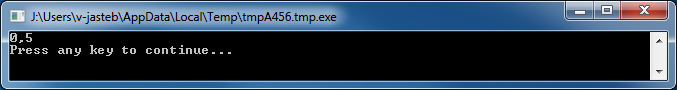 J:\Users\v-jasteb\AppData\Local\Temp\tmpA456.tmp.exe
0,5
Press any key to continue...